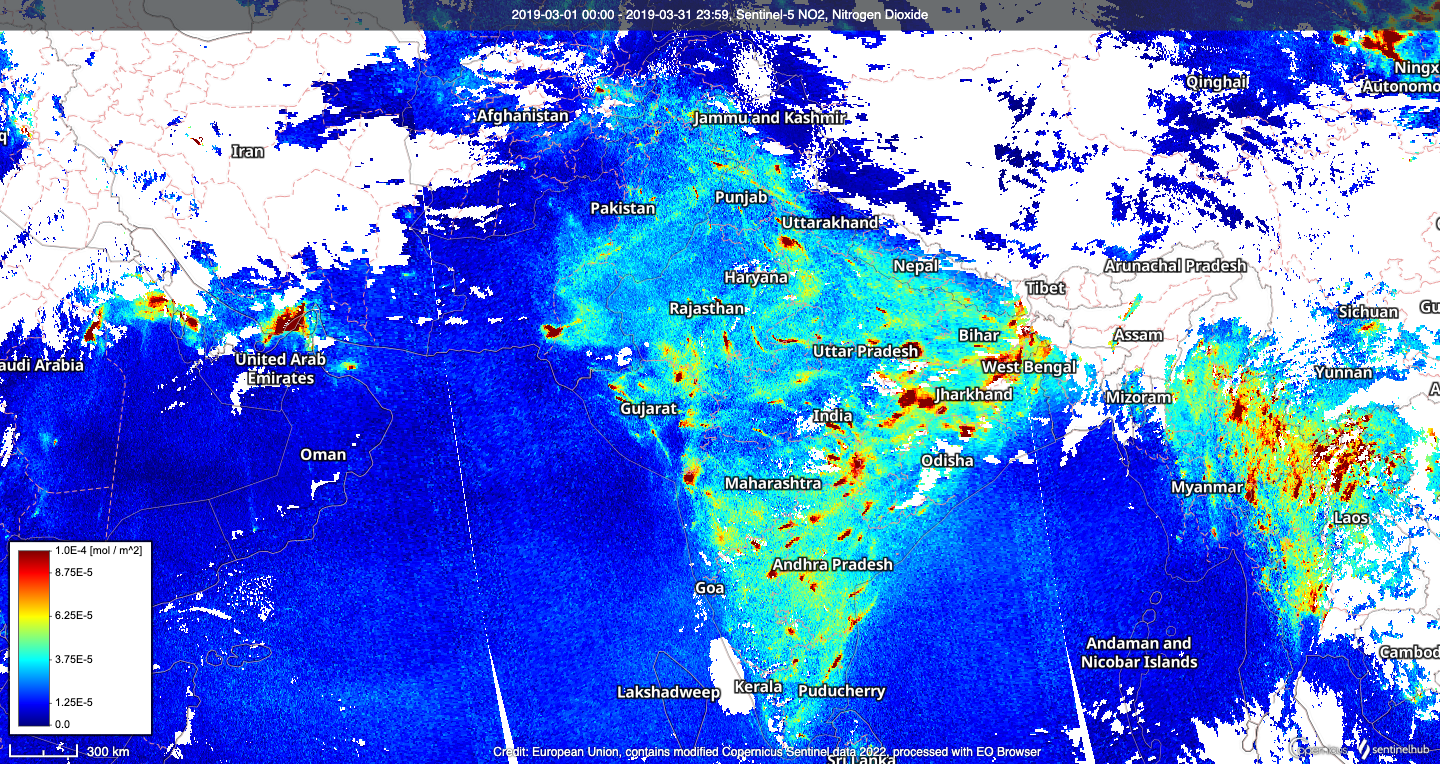 2019-03-01 00:00 - 2019-03-31 23:59, Sentinel-5 NO2, Nitrogen Dioxide
Ningx
Qinghail
Autonomo
Afghanistan
Jammu and Kashmir
q
Iran
Punjab
Pakistan
Uttarakhand
Nepal
Arunachal Pradesh
Haryana
Tibet
Rajasthan
Sichuan
Gu
Bihar
Assam
Uttar Pradesh
United Arab
Emirates
audi Arabia
West Bengal
Yunnan
A
Jharkhand
Mizoram
Gujarat
India
Oman
Odisha
Maharashtra
Myanmar
Laos
1.0E-4 [mol / m^2]
8.75E-5
6.25E-5
3.75E-5
1.25E-5
0.0
Andhra Pradesh
Goa
Andaman and
Nicobar Islands
Cambod
Lakshadweep
Kerala
Puducherry
300 km
Credit: European Union, contains modified Copernicus Sentinel data 2022, processed with EO Browser
Copernicus
sentinelhub
Sri Lanka